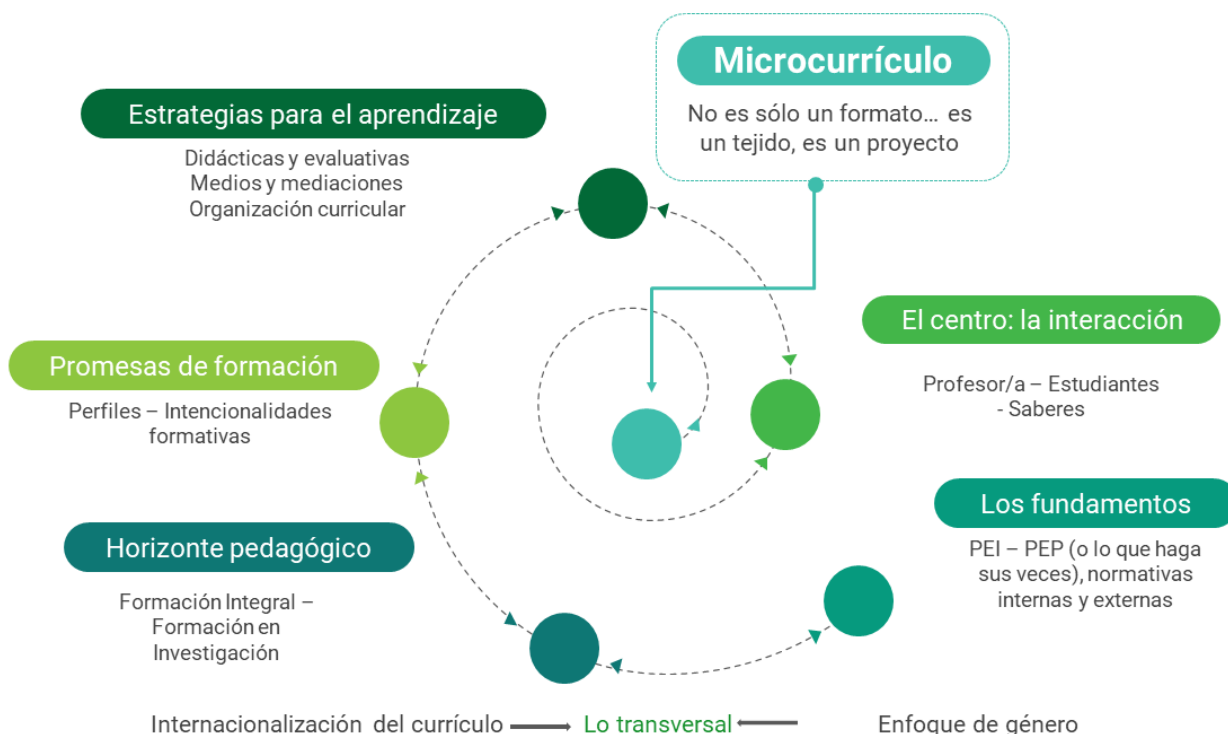 Microcurrículo
No es sólo un formato... es
un tejido, es un proyecto
Estrategias para el aprendizaje
Didácticas y evaluativas
Medios y mediaciones
Organización curricular
El centro: la interacción
Profesor/a – Estudiantes
- Saberes
Promesas de formación
Perfiles – Intencionalidades
formativas
Los fundamentos
PEI – PEP (o lo que haga
sus veces), normativas
internas y externas
Horizonte pedagógico
Formación Integral –
Formación en
Investigación
Internacionalización del currículo
Lo transversal
Enfoque de género